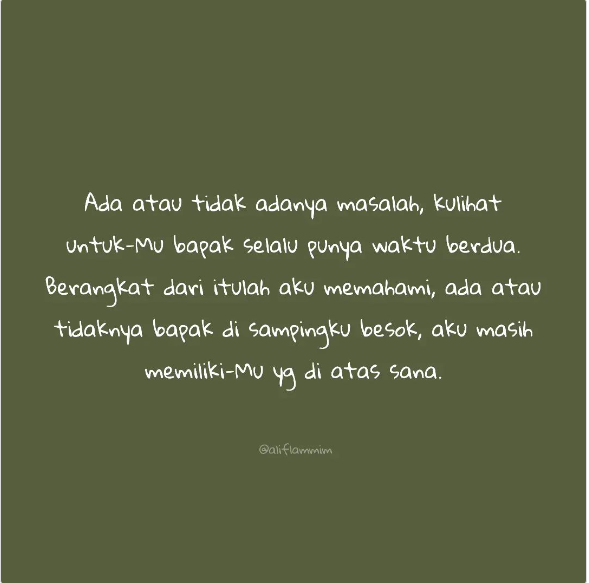 Ada atau tidak adanya masalah, kulihat
untuk-Mu bapak selalu punya waktu berdua.
Berangkat dari itulah aku memahami, ada atau
tidaknya bapak di sampingku besok, aku masih
memiliki-Mu yg di atas sana.
@aliflammim